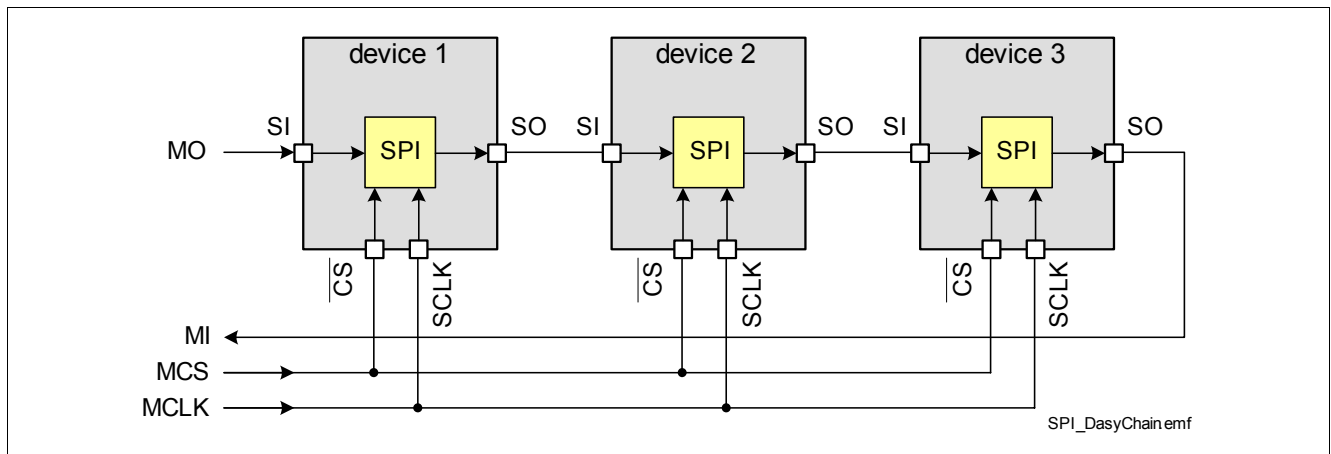 device 1
device 2
device 3
SI
SO
SI
SO
SI
SO
MO
SPI
SPI
SPI
CS
SCLK
CS
SCLK
CS
SCLK
MI
MCS
MCLK
SPI_DasyChain.emf